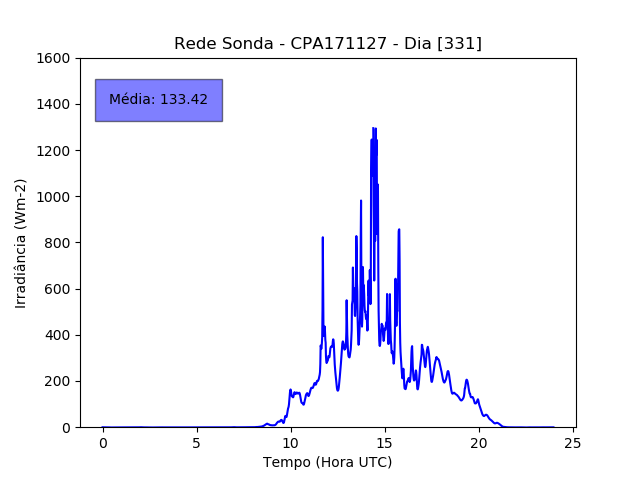 Rede Sonda - CPA171127 - Dia [331]
1600
1400
1200
1000
800
600
400
200
0
Irradiância (Wm-2)
Média: 133.42
0 5 10 15 20 25
Tempo (Hora UTC)